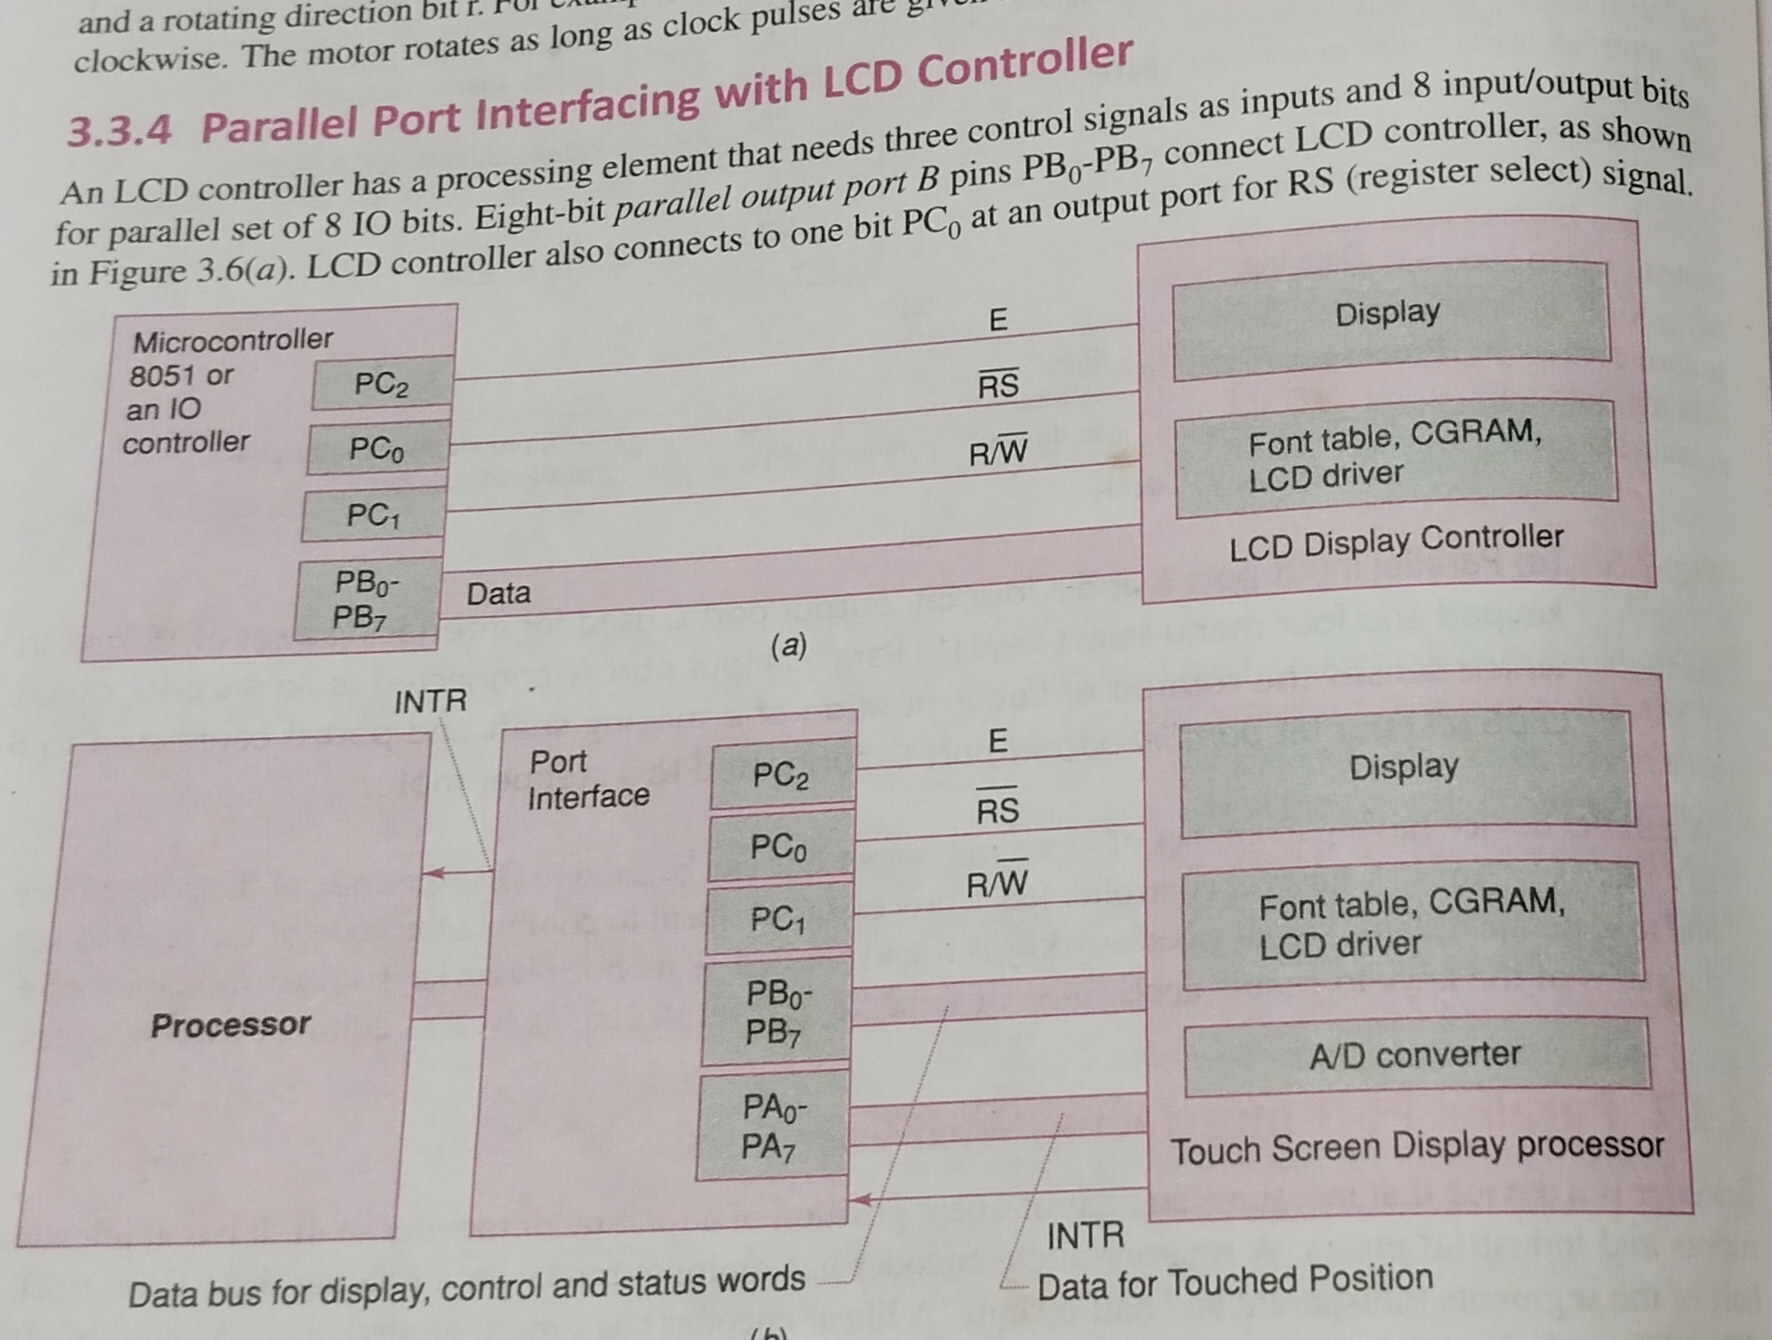 and a rotating direction bit r. For
clockwise. The motor rotates as long as clock pulses are
3.3.4 Parallel Port Interfacing with LCD Controller
An LCD controller has a processing element that needs three control signals as inputs and 8 input/output bits
for parallel set of 8 IO bits. Eight-bit parallel output port B pins PB₀-PB₇ connect LCD controller, as shown
in Figure 3.6(a). LCD controller also connects to one bit PC₀ at an output port for RS (register select) signal.
Microcontroller
8051 or
an IO
controller
PC₂
PC₀
PC₁
PB₀-
PB₇
E
R̅S̅
R/W̅
Data
Display
Font table, CGRAM,
LCD driver
LCD Display Controller
(a)
INTR
Processor
Port
Interface
PC₂
PC₀
PC₁
PB₀-
PB₇
PA₀-
PA₇
E
R̅S̅
R/W̅
Display
Font table, CGRAM,
LCD driver
A/D converter
Touch Screen Display processor
INTR
Data bus for display, control and status words
Data for Touched Position
(b)